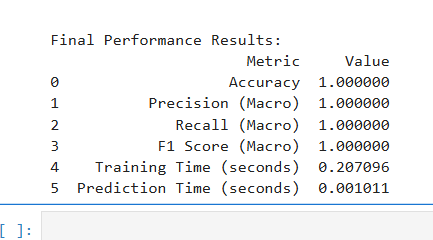 Final Performance Results:
Metric Value
0 Accuracy 1.000000
1 Precision (Macro) 1.000000
2 Recall (Macro) 1.000000
3 F1 Score (Macro) 1.000000
4 Training Time (seconds) 0.207096
5 Prediction Time (seconds) 0.001011
[ ]: